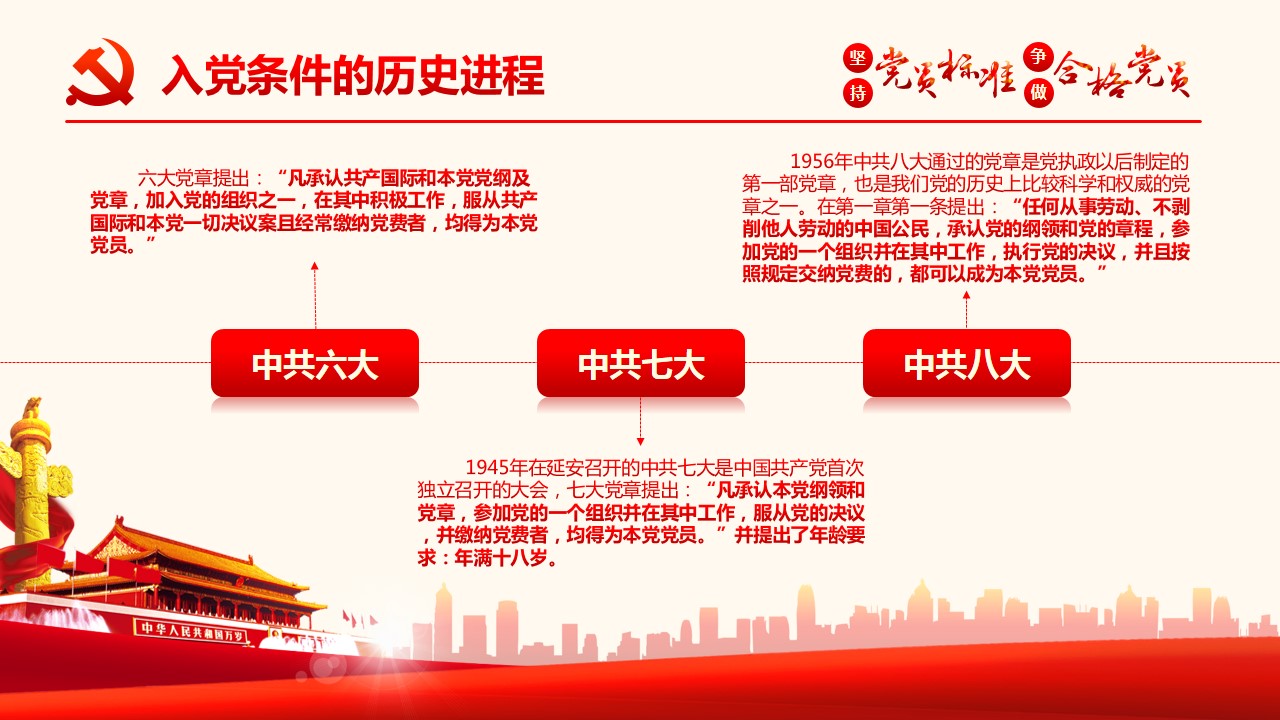 入党条件的历史进程
坚持 党员标准 争做 合格党员
六大党章提出：“凡承认共产国际和本党党纲及
党章，加入党的组织之一，在其中积极工作，服从共产
国际和本党一切决议案且经常缴纳党费者，均得为本党
党员。”
1956年中共八大通过的党章是党执政以后制定的
第一部党章，也是我们党的历史上比较科学和权威的党
章之一。在第一章第一条提出：“任何从事劳动、不剥
削他人劳动的中国公民，承认党的纲领和党的章程，参
加党的一个组织并在其中工作，执行党的决议，并且按
照规定交纳党费的，都可以成为本党党员。”
中共六大
中共七大
中共八大
1945年在延安召开的中共七大是中国共产党首次
独立召开的大会，七大党章提出：“凡承认本党纲领和
党章，参加党的一个组织并在其中工作，服从党的决议
，并缴纳党费者，均得为本党党员。”并提出了年龄要
求：年满十八岁。
中华人民共和国万岁